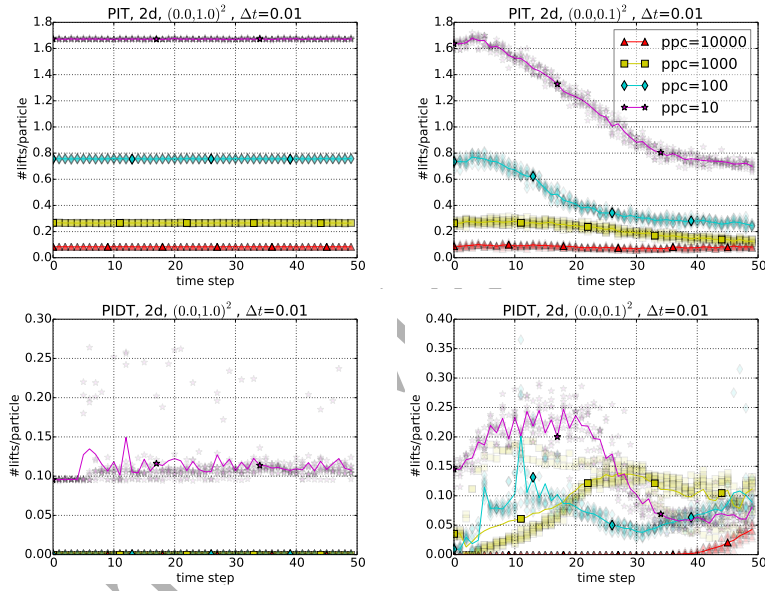 PIT, 2d, (0.0,1.0)² , Δt=0.01
#lifts/particle
1.8
1.6
1.4
1.2
1.0
0.8
0.6
0.4
0.2
0.0
0 10 20 30 40 50
time step
PIT, 2d, (0.0,0.1)² , Δt=0.01
#lifts/particle
1.8
1.6
1.4
1.2
1.0
0.8
0.6
0.4
0.2
0.0
ppc=10000
ppc=1000
ppc=100
ppc=10
0 10 20 30 40 50
time step
PIDT, 2d, (0.0,1.0)² , Δt=0.01
#lifts/particle
0.30
0.25
0.20
0.15
0.10
0.05
0.00
0 10 20 30 40 50
time step
PIDT, 2d, (0.0,0.1)² , Δt=0.01
#lifts/particle
0.40
0.35
0.30
0.25
0.20
0.15
0.10
0.05
0.00
0 10 20 30 40 50
time step